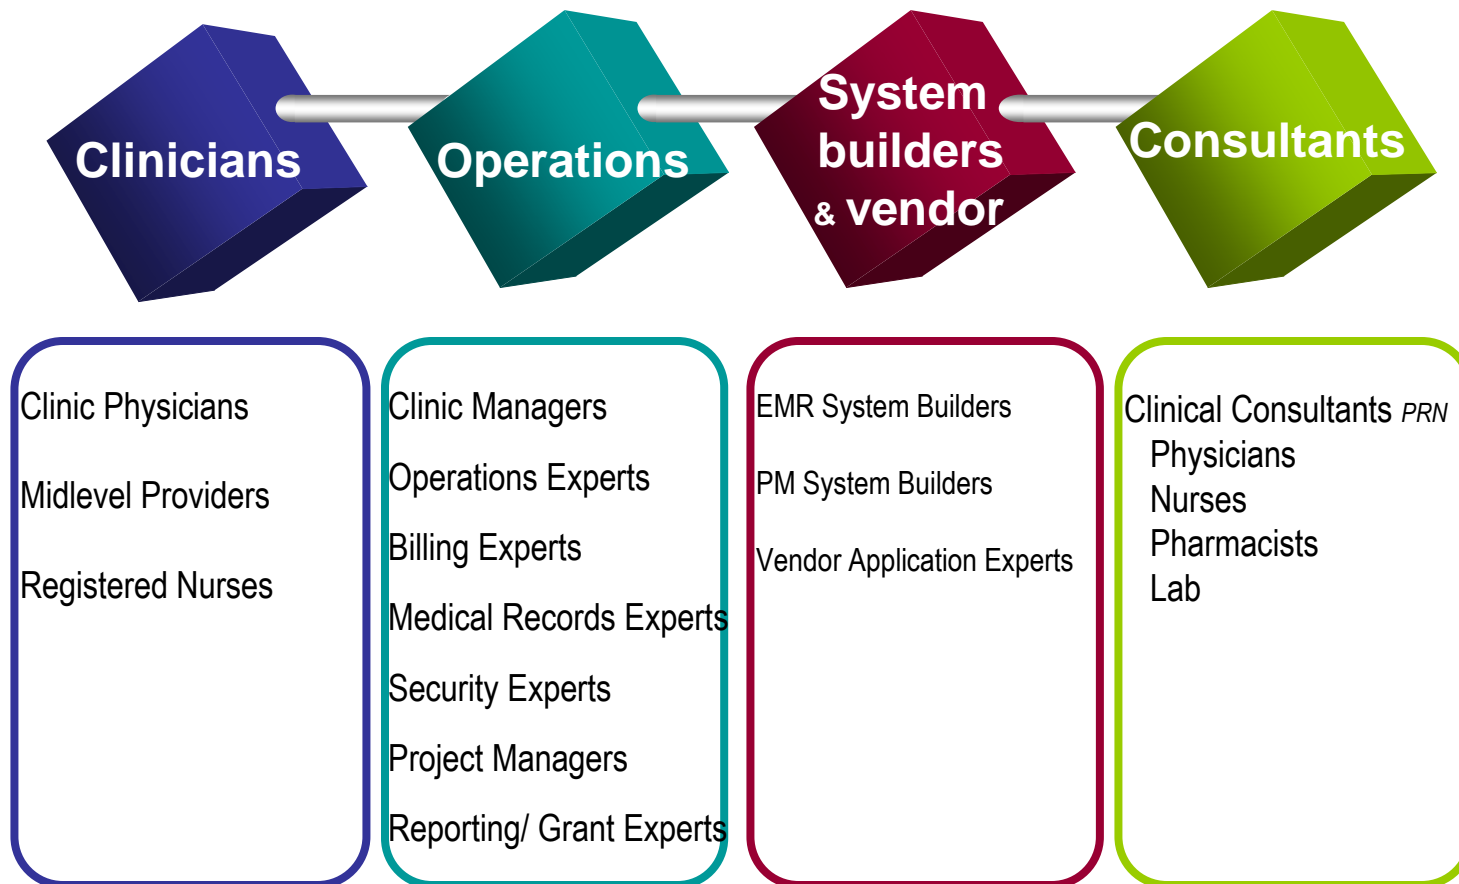 Clinicians
Operations
System
builders
& vendor
Consultants
Clinic Physicians
Midlevel Providers
Registered Nurses
Clinic Managers
Operations Experts
Billing Experts
Medical Records Experts
Security Experts
Project Managers
Reporting/ Grant Experts
EMR System Builders
PM System Builders
Vendor Application Experts
Clinical Consultants PRN
Physicians
Nurses
Pharmacists
Lab